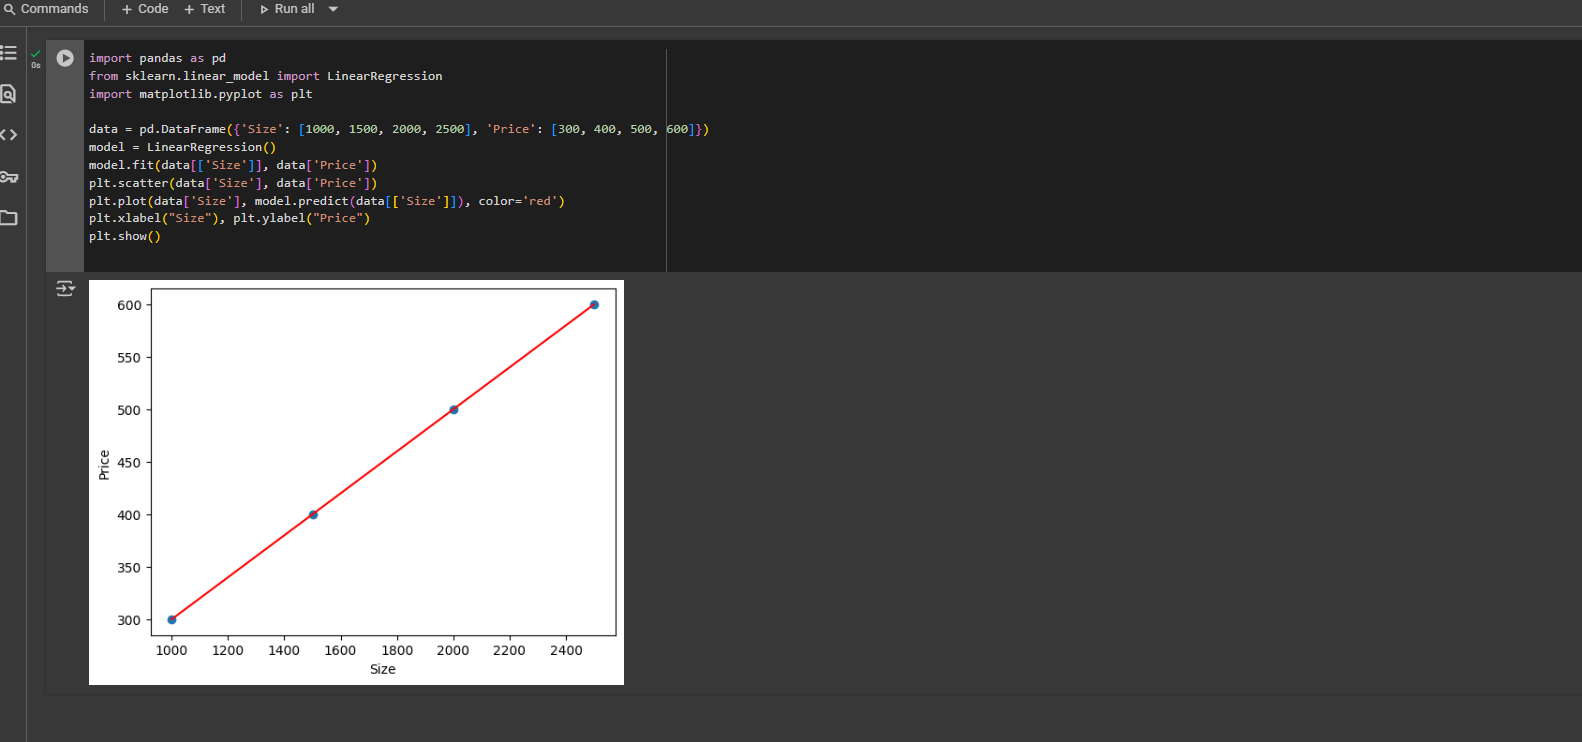 Commands + Code + Text Run all
0s
import pandas as pd
from sklearn.linear_model import LinearRegression
import matplotlib.pyplot as plt
data = pd.DataFrame({'Size': [1000, 1500, 2000, 2500], 'Price': [300, 400, 500, 600]})
model = LinearRegression()
model.fit(data[['Size']], data['Price'])
plt.scatter(data['Size'], data['Price'])
plt.plot(data['Size'], model.predict(data[['Size']]), color='red')
plt.xlabel("Size"), plt.ylabel("Price")
plt.show()
600
550
500
450
400
350
300
Price
1000 1200 1400 1600 1800 2000 2200 2400
Size